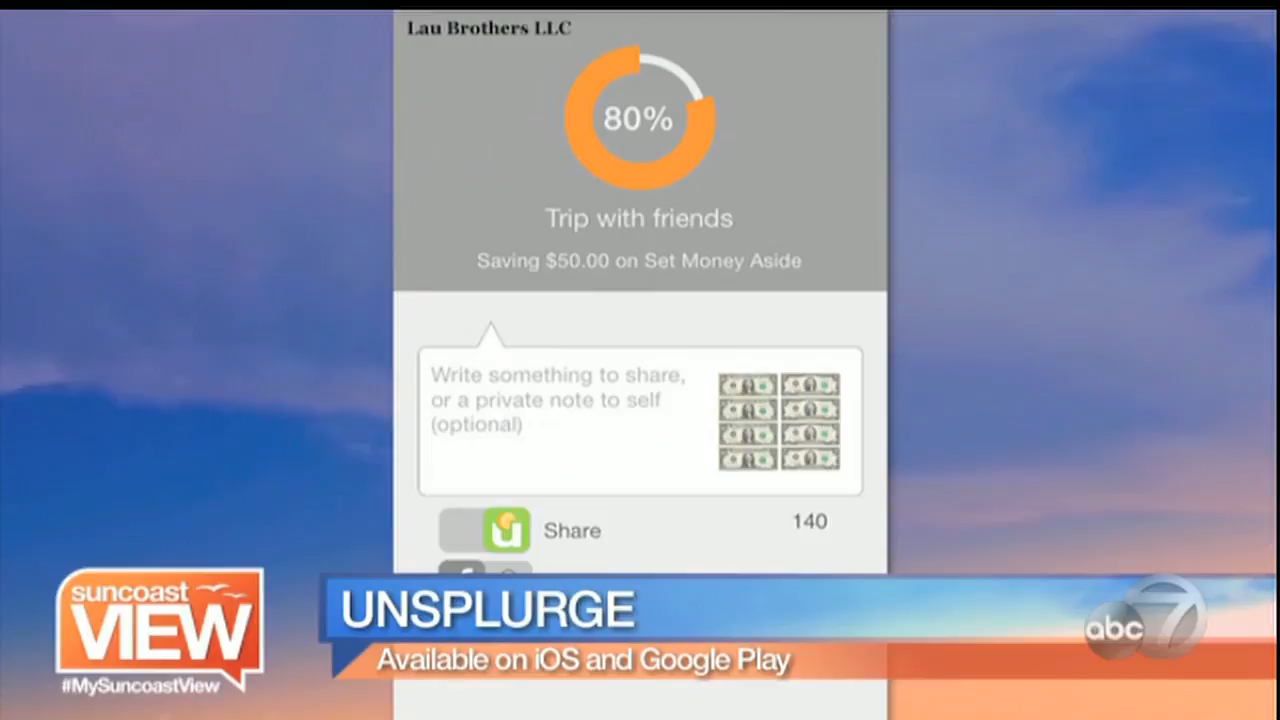 Lau Brothers LLC
80%
Trip with friends
Saving $50.00 on Set Money Aside
Write something to share,
or a private note to self
(optional)
u Share
140
suncoast
VIEW
#MySuncoastView
UNSPLURGE
Available on iOS and Google Play
abc 7